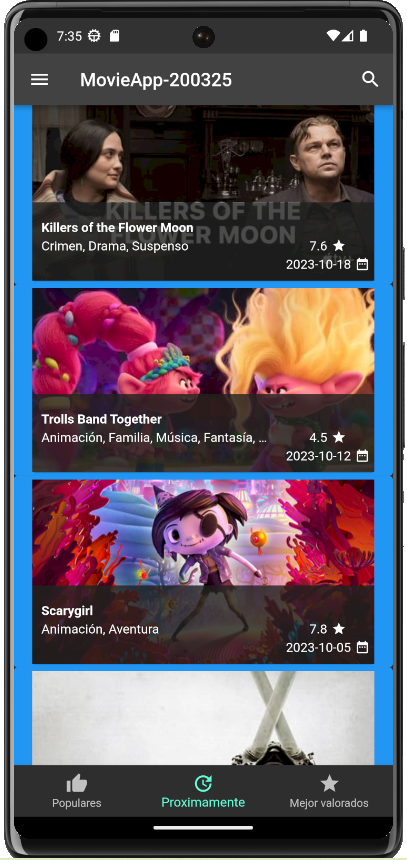 7:35
MovieApp-200325
KILLERS OF THE
FLOWER MOON
Killers of the Flower Moon
Crimen, Drama, Suspenso
7.6
2023-10-18
Trolls Band Together
Animación, Familia, Música, Fantasía, ...
4.5
2023-10-12
Scarygirl
Animación, Aventura
7.8
2023-10-05
Populares
Proximamente
Mejor valorados